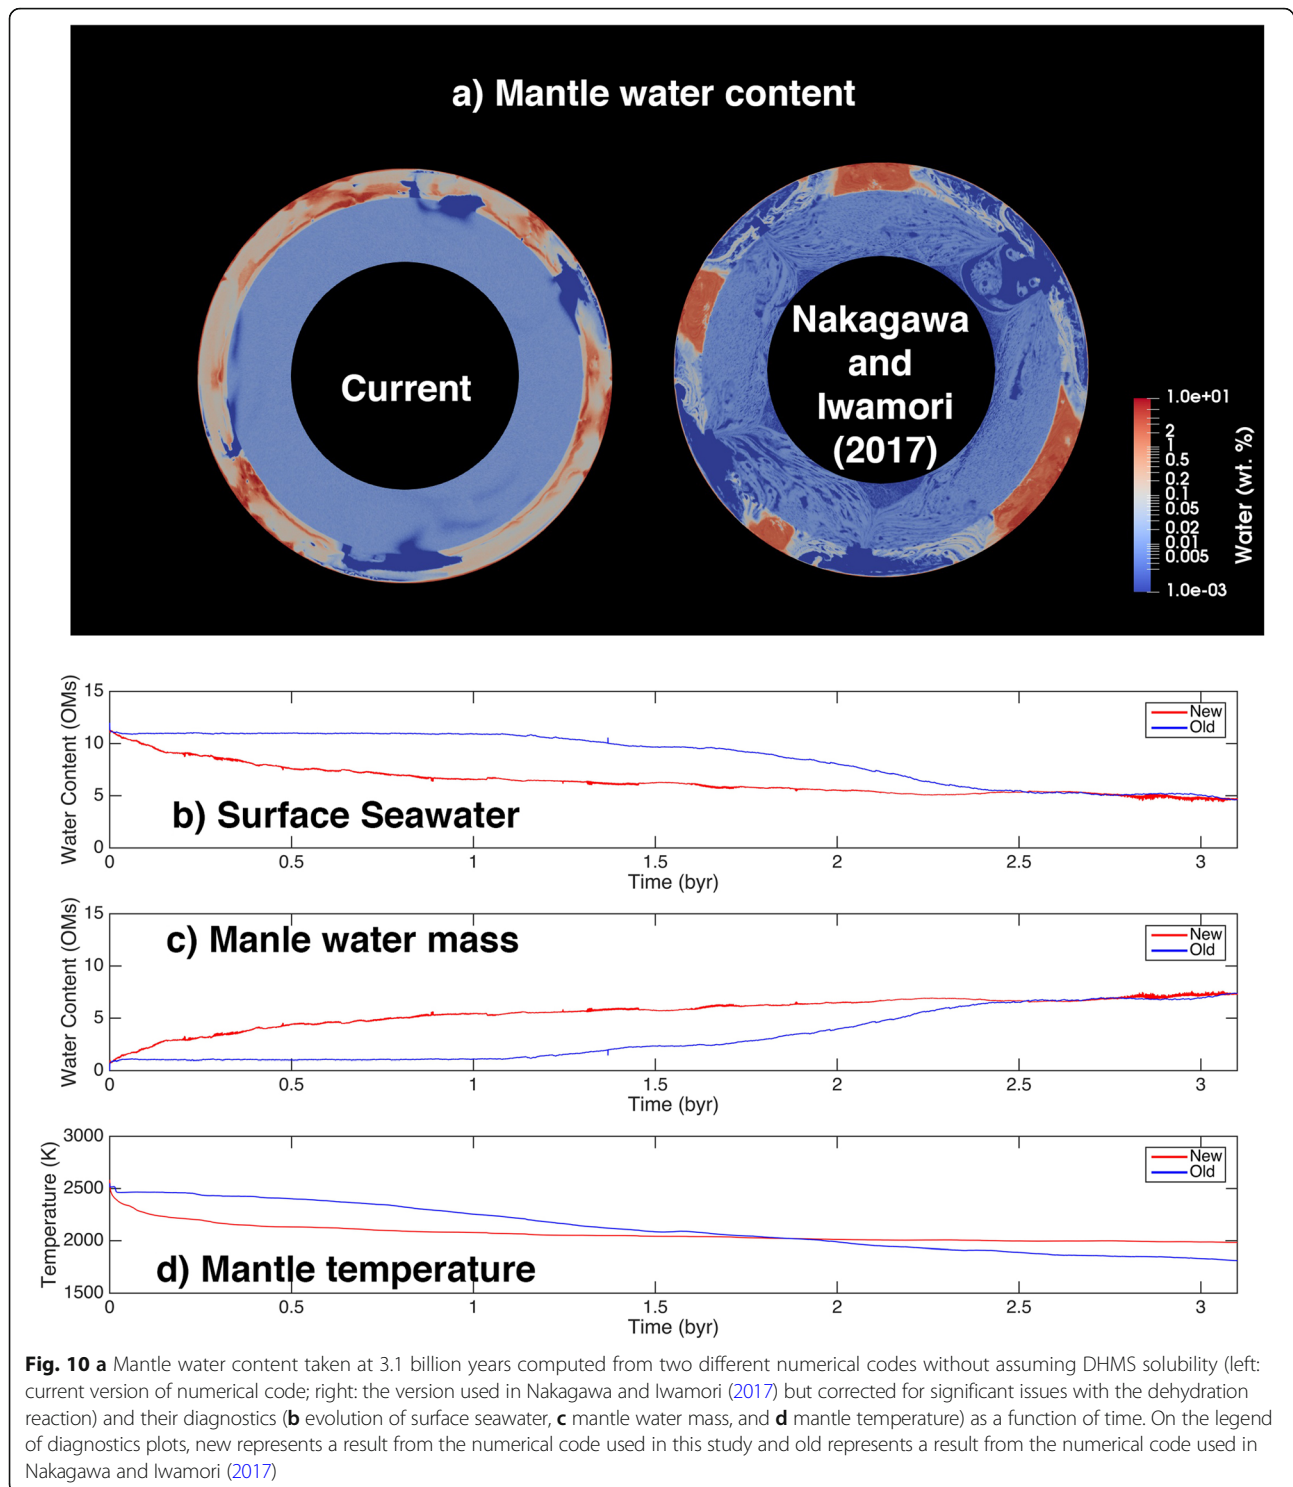 a) Mantle water content
Current
Nakagawa
and
Iwamori
(2017)
1.0e+01
2
1
0.5
0.2
0.1
0.05
0.02
0.01
0.005
1.0e-03
Water (wt. %)
Water Content (OMs)
15
10
5
0
New
Old
b) Surface Seawater
0 0.5 1 1.5 2 2.5 3
Time (byr)
Water Content (OMs)
15
10
5
0
New
Old
c) Manle water mass
0 0.5 1 1.5 2 2.5 3
Time (byr)
Temperature (K)
3000
2500
2000
1500
New
Old
d) Mantle temperature
0 0.5 1 1.5 2 2.5 3
Time (byr)
Fig. 10 a Mantle water content taken at 3.1 billion years computed from two different numerical codes without assuming DHMS solubility (left:
current version of numerical code; right: the version used in Nakagawa and Iwamori (2017) but corrected for significant issues with the dehydration
reaction) and their diagnostics (b evolution of surface seawater, c mantle water mass, and d mantle temperature) as a function of time. On the legend
of diagnostics plots, new represents a result from the numerical code used in this study and old represents a result from the numerical code used in
Nakagawa and Iwamori (2017)